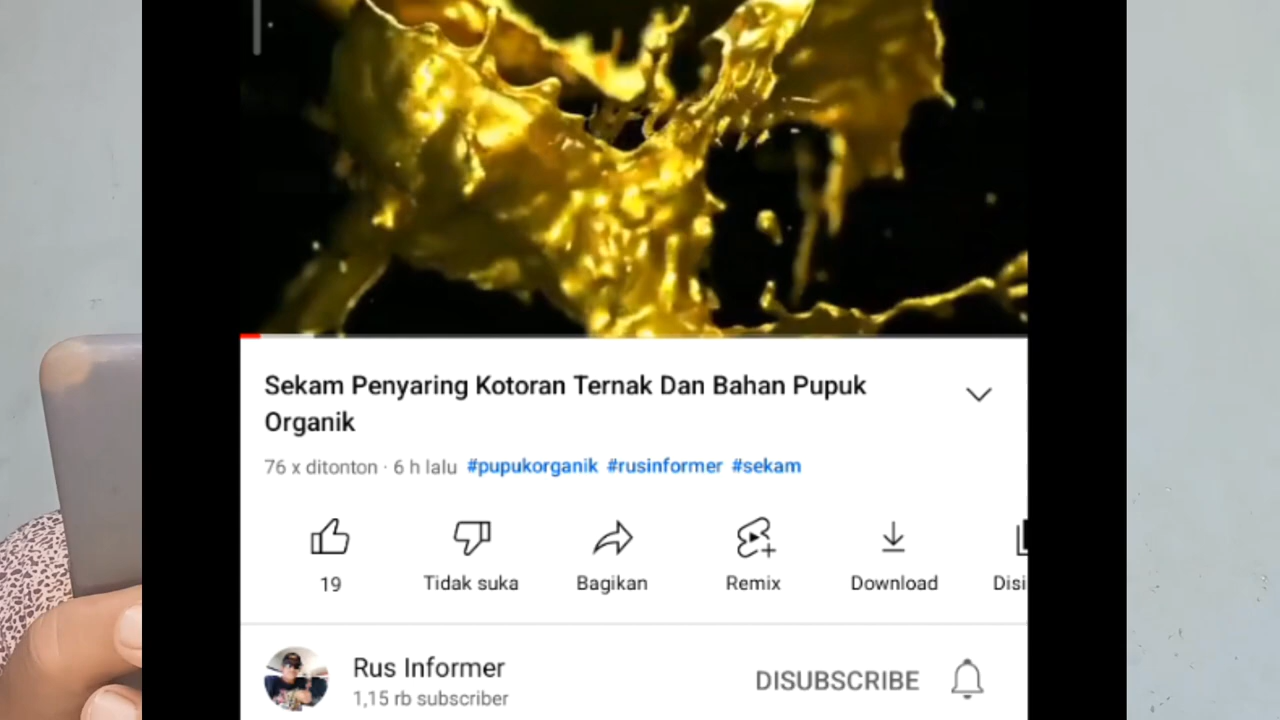 Sekam Penyaring Kotoran Ternak Dan Bahan Pupuk
Organik
76 x ditonton · 6 h lalu #pupukorganik #rusinformer #sekam
19 Tidak suka Bagikan Remix Download Disi
Rus Informer
1,15 rb subscriber
DISUBSCRIBE